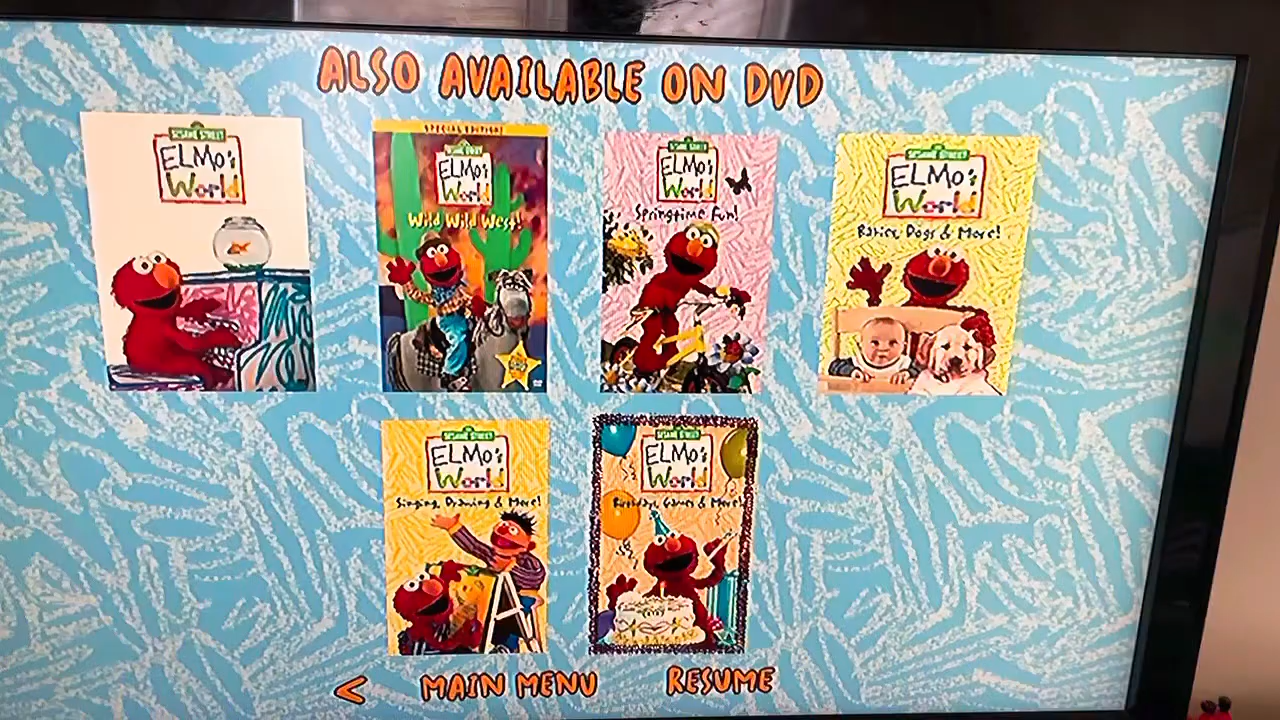 ALSO AVAILABLE ON DVD
SESAME STREET
ELMO's
World
SPECIAL EDITION!
SESAME STREET
ELMO's
World
Wild Wild West!
SESAME STREET
ELMO's
World
Springtime Fun!
SESAME STREET
ELMO's
World
Babies, Dogs & More!
SESAME STREET
ELMO's
World
Singing, Drawing & More!
SESAME STREET
ELMO's
World
Birthdays, Games & More!
< MAIN MENU RESUME